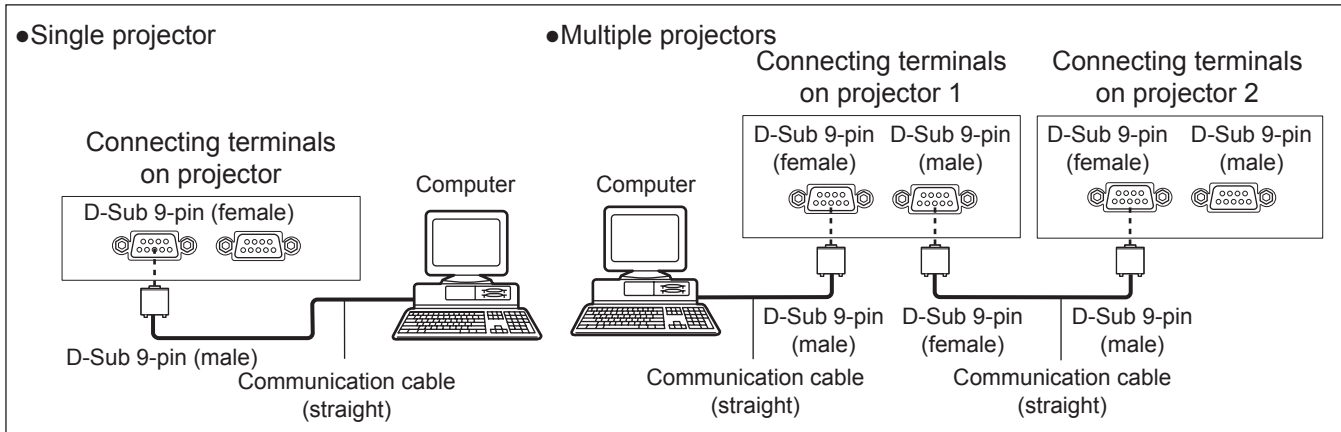 ●Single projector
Connecting terminals
on projector
D-Sub 9-pin (female)
Computer
D-Sub 9-pin (male)
Communication cable
(straight)
●Multiple projectors
Connecting terminals
on projector 1
D-Sub 9-pin
(female)
D-Sub 9-pin
(male)
Connecting terminals
on projector 2
D-Sub 9-pin
(female)
D-Sub 9-pin
(male)
Computer
D-Sub 9-pin
(male)
D-Sub 9-pin
(female)
D-Sub 9-pin
(male)
Communication cable
(straight)
Communication cable
(straight)